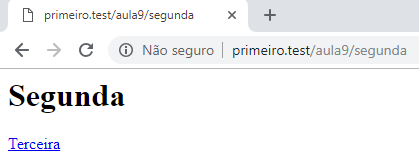 primeiro.test/aula9/segunda
Não seguro | primeiro.test/aula9/segunda
Segunda
Terceira